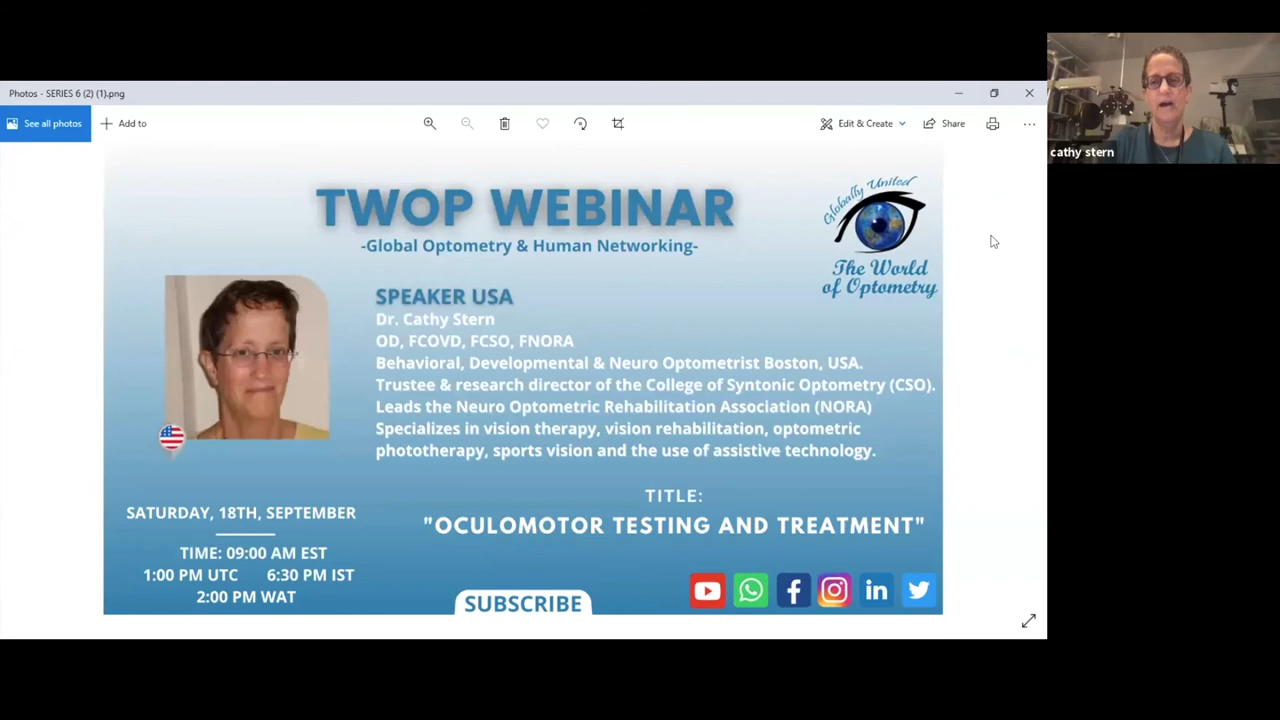 Photos - SERIES 6 (2) (1).png
See all photos
Add to
Edit & Create
Share
cathy stern
TWOP WEBINAR
-Global Optometry & Human Networking-
Globally United
The World
of Optometry
SPEAKER USA
Dr. Cathy Stern
OD, FCOVD, FCSO, FNORA
Behavioral, Developmental & Neuro Optometrist Boston, USA.
Trustee & research director of the College of Syntonic Optometry (CSO).
Leads the Neuro Optometric Rehabilitation Association (NORA)
Specializes in vision therapy, vision rehabilitation, optometric
phototherapy, sports vision and the use of assistive technology.
TITLE:
"OCULOMOTOR TESTING AND TREATMENT"
SATURDAY, 18TH, SEPTEMBER
TIME: 09:00 AM EST
1:00 PM UTC 6:30 PM IST
2:00 PM WAT
SUBSCRIBE